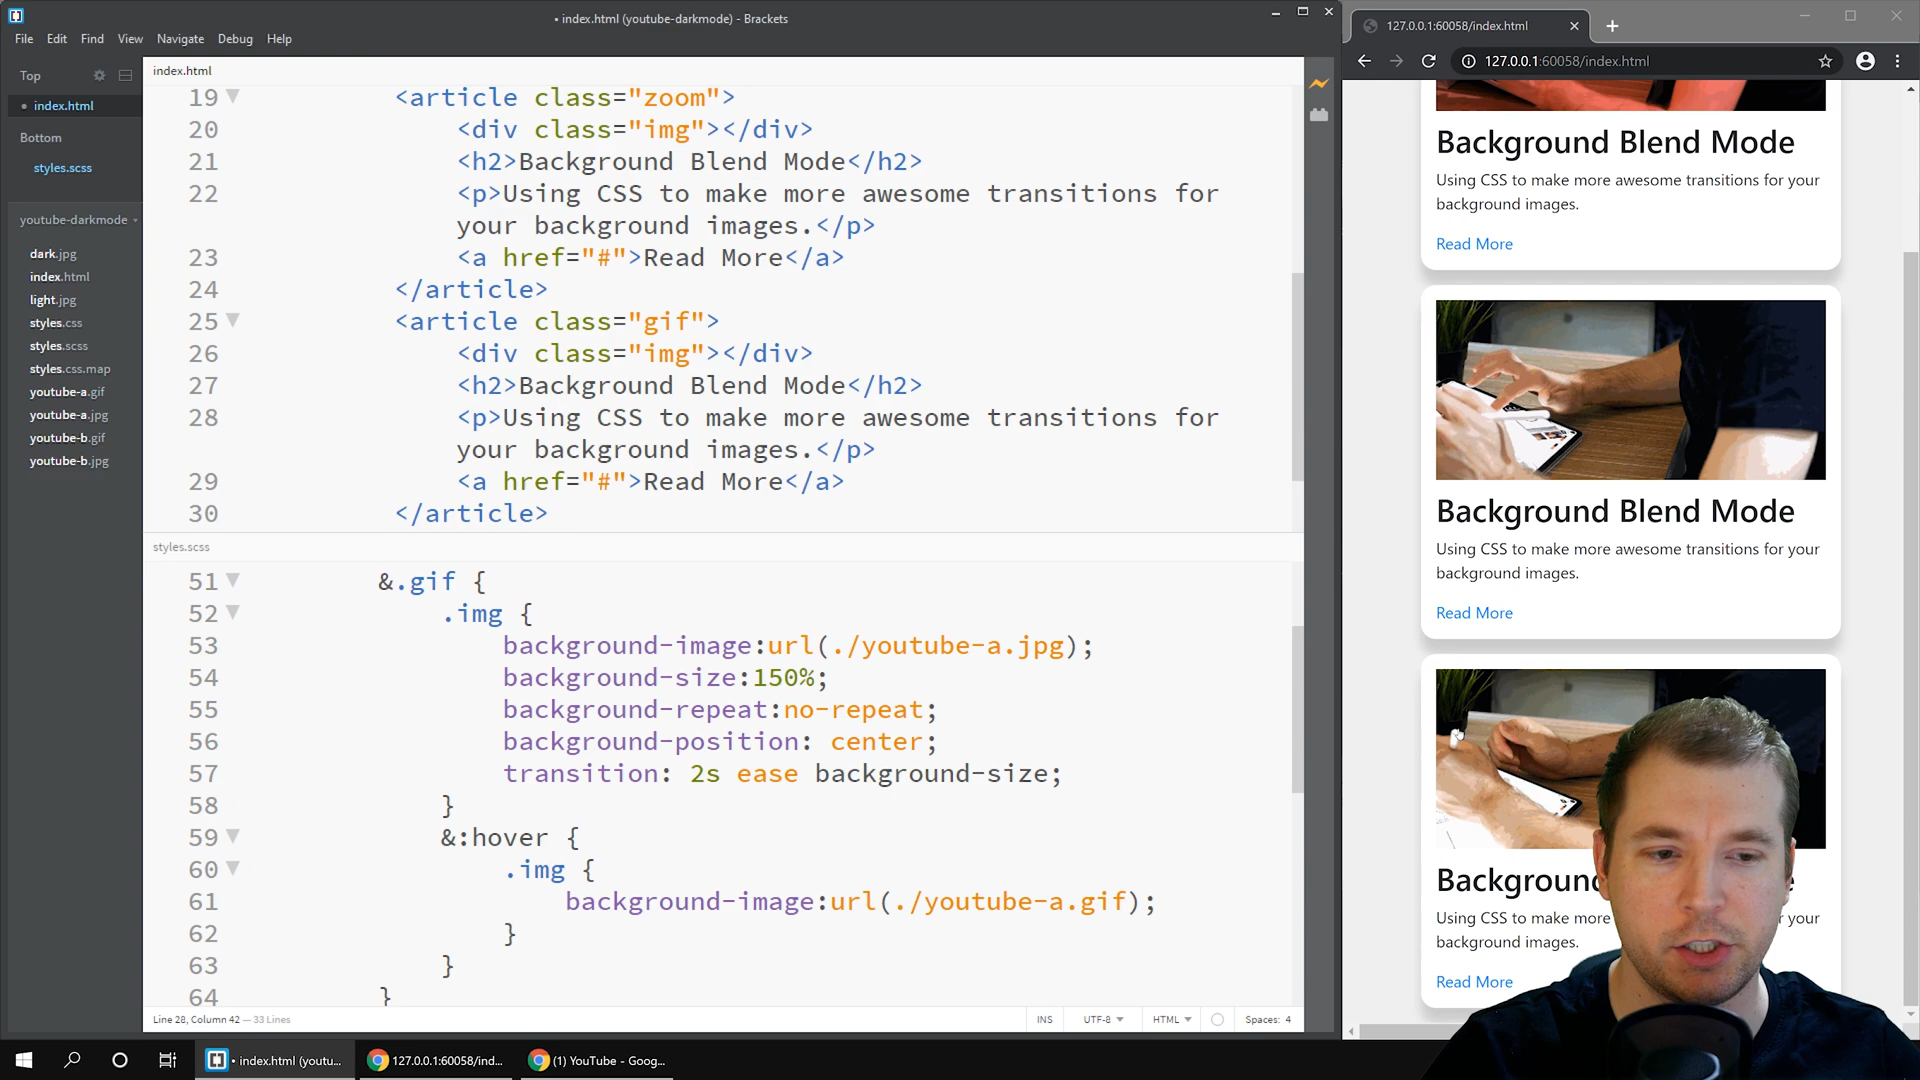 • index.html (youtube-darkmode) - Brackets
File Edit Find View Navigate Debug Help
Top
• index.html
Bottom
styles.scss
youtube-darkmode
dark.jpg
index.html
light.jpg
styles.css
styles.scss
styles.css.map
youtube-a.gif
youtube-a.jpg
youtube-b.gif
youtube-b.jpg
index.html
19 <article class="zoom">
20 <div class="img"></div>
21 <h2>Background Blend Mode</h2>
22 <p>Using CSS to make more awesome transitions for
your background images.</p>
23 <a href="#">Read More</a>
24 </article>
25 <article class="gif">
26 <div class="img"></div>
27 <h2>Background Blend Mode</h2>
28 <p>Using CSS to make more awesome transitions for
your background images.</p>
29 <a href="#">Read More</a>
30 </article>
styles.scss
51 &.gif {
52 .img {
53 background-image:url(./youtube-a.jpg);
54 background-size:150%;
55 background-repeat:no-repeat;
56 background-position: center;
57 transition: 2s ease background-size;
58 }
59 &:hover {
60 .img {
61 background-image:url(./youtube-a.gif);
62 }
63 }
64 }
Line 28, Column 42 — 33 Lines
INS UTF-8 HTML Spaces: 4
127.0.0.1:60058/index.html
127.0.0.1:60058/index.html
Background Blend Mode
Using CSS to make more awesome transitions for your
background images.
Read More
Background Blend Mode
Using CSS to make more awesome transitions for your
background images.
Read More
Background
Using CSS to make more your
background images.
Read More
• index.html (youtu... 127.0.0.1:60058/ind... (1) YouTube - Goog...